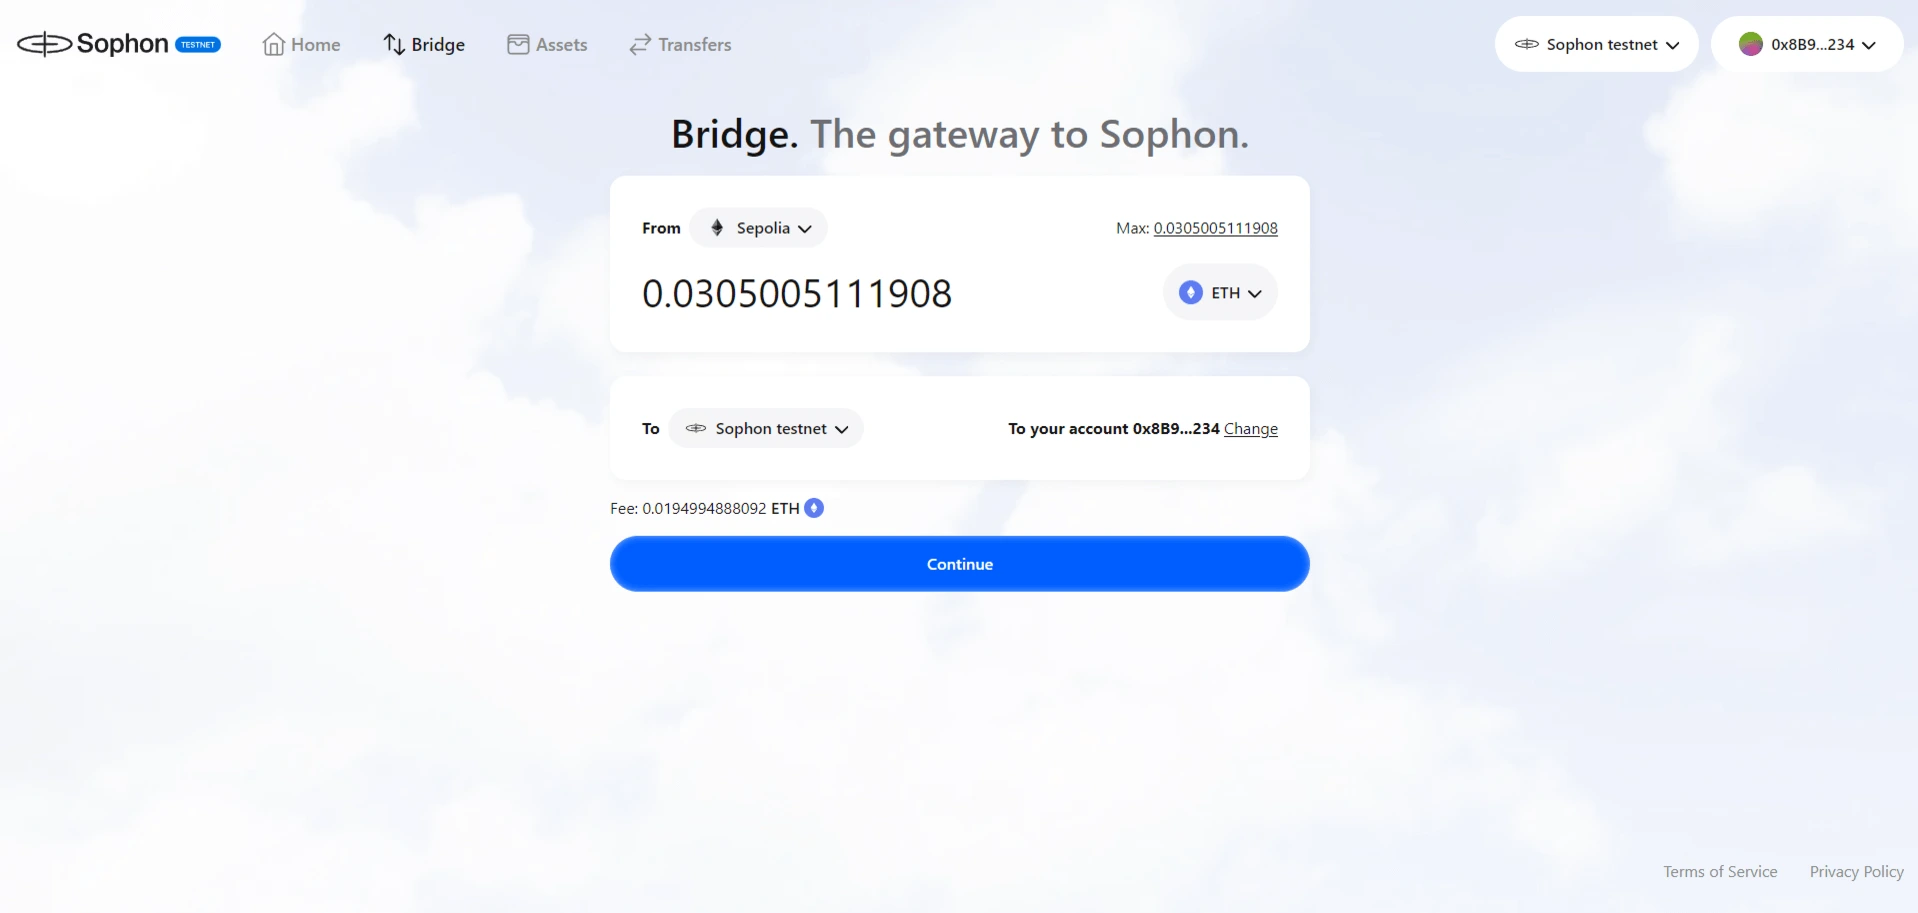 Sophon TESTNET Home Bridge Assets Transfers Sophon testnet 0x8B9...234
Bridge. The gateway to Sophon.
From Sepolia Max: 0.0305005111908
0.0305005111908 ETH
To Sophon testnet To your account 0x8B9...234 Change
Fee: 0.0194994888092 ETH
Continue
Terms of Service Privacy Policy